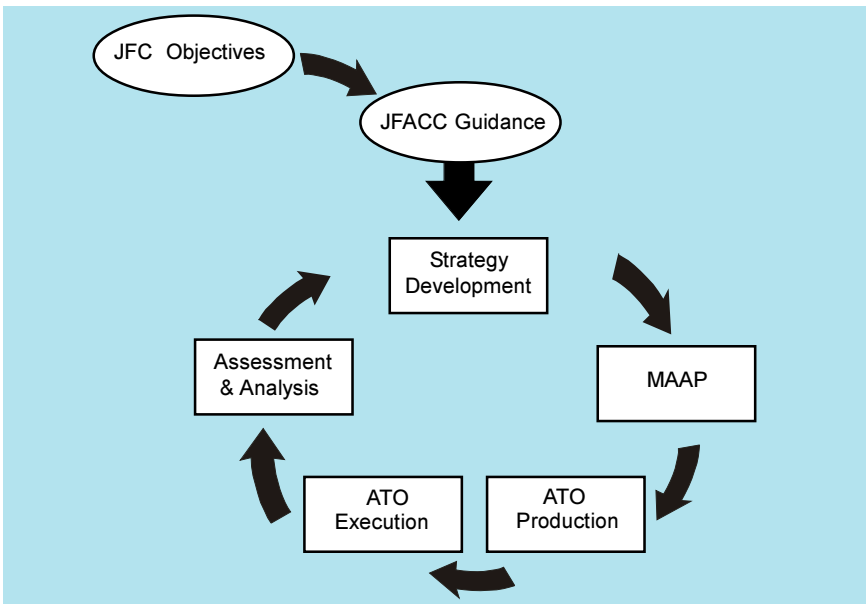 JFC Objectives
JFACC Guidance
Strategy
Development
MAAP
ATO
Production
ATO
Execution
Assessment
& Analysis